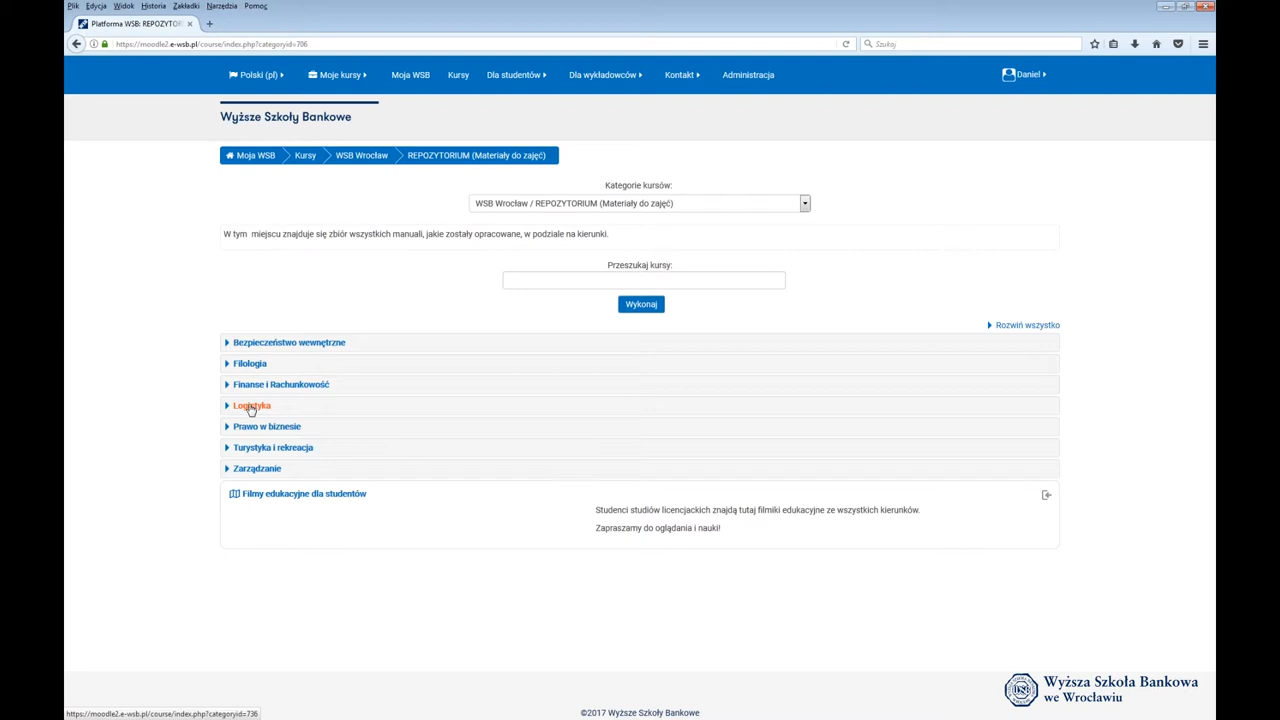 Plik Edycja Widok Historia Zakładki Narzędzia Pomoc
Platforma WSB: REPOZYTOR
https://moodle2.e-wsb.pl/course/index.php?categoryid=706
Szukaj
Polski (pl) Moje kursy Moja WSB Kursy Dla studentów Dla wykładowców Kontakt Administracja Daniel
Wyższe Szkoły Bankowe
Moja WSB Kursy WSB Wrocław REPOZYTORIUM (Materiały do zajęć)
Kategorie kursów:
WSB Wrocław / REPOZYTORIUM (Materiały do zajęć)
W tym miejscu znajduje się zbiór wszystkich manuali, jakie zostały opracowane, w podziale na kierunki.
Przeszukaj kursy:
Wykonaj
Rozwiń wszystko
Bezpieczeństwo wewnętrzne
Filologia
Finanse i Rachunkowość
Logistyka
Prawo w biznesie
Turystyka i rekreacja
Zarządzanie
Filmy edukacyjne dla studentów
Studenci studiów licencjackich znajdą tutaj filmiki edukacyjne ze wszystkich kierunków.
Zapraszamy do oglądania i nauki!
Wyższa Szkoła Bankowa
we Wrocławiu
https://moodle2.e-wsb.pl/course/index.php?categoryid=736
©2017 Wyższe Szkoły Bankowe